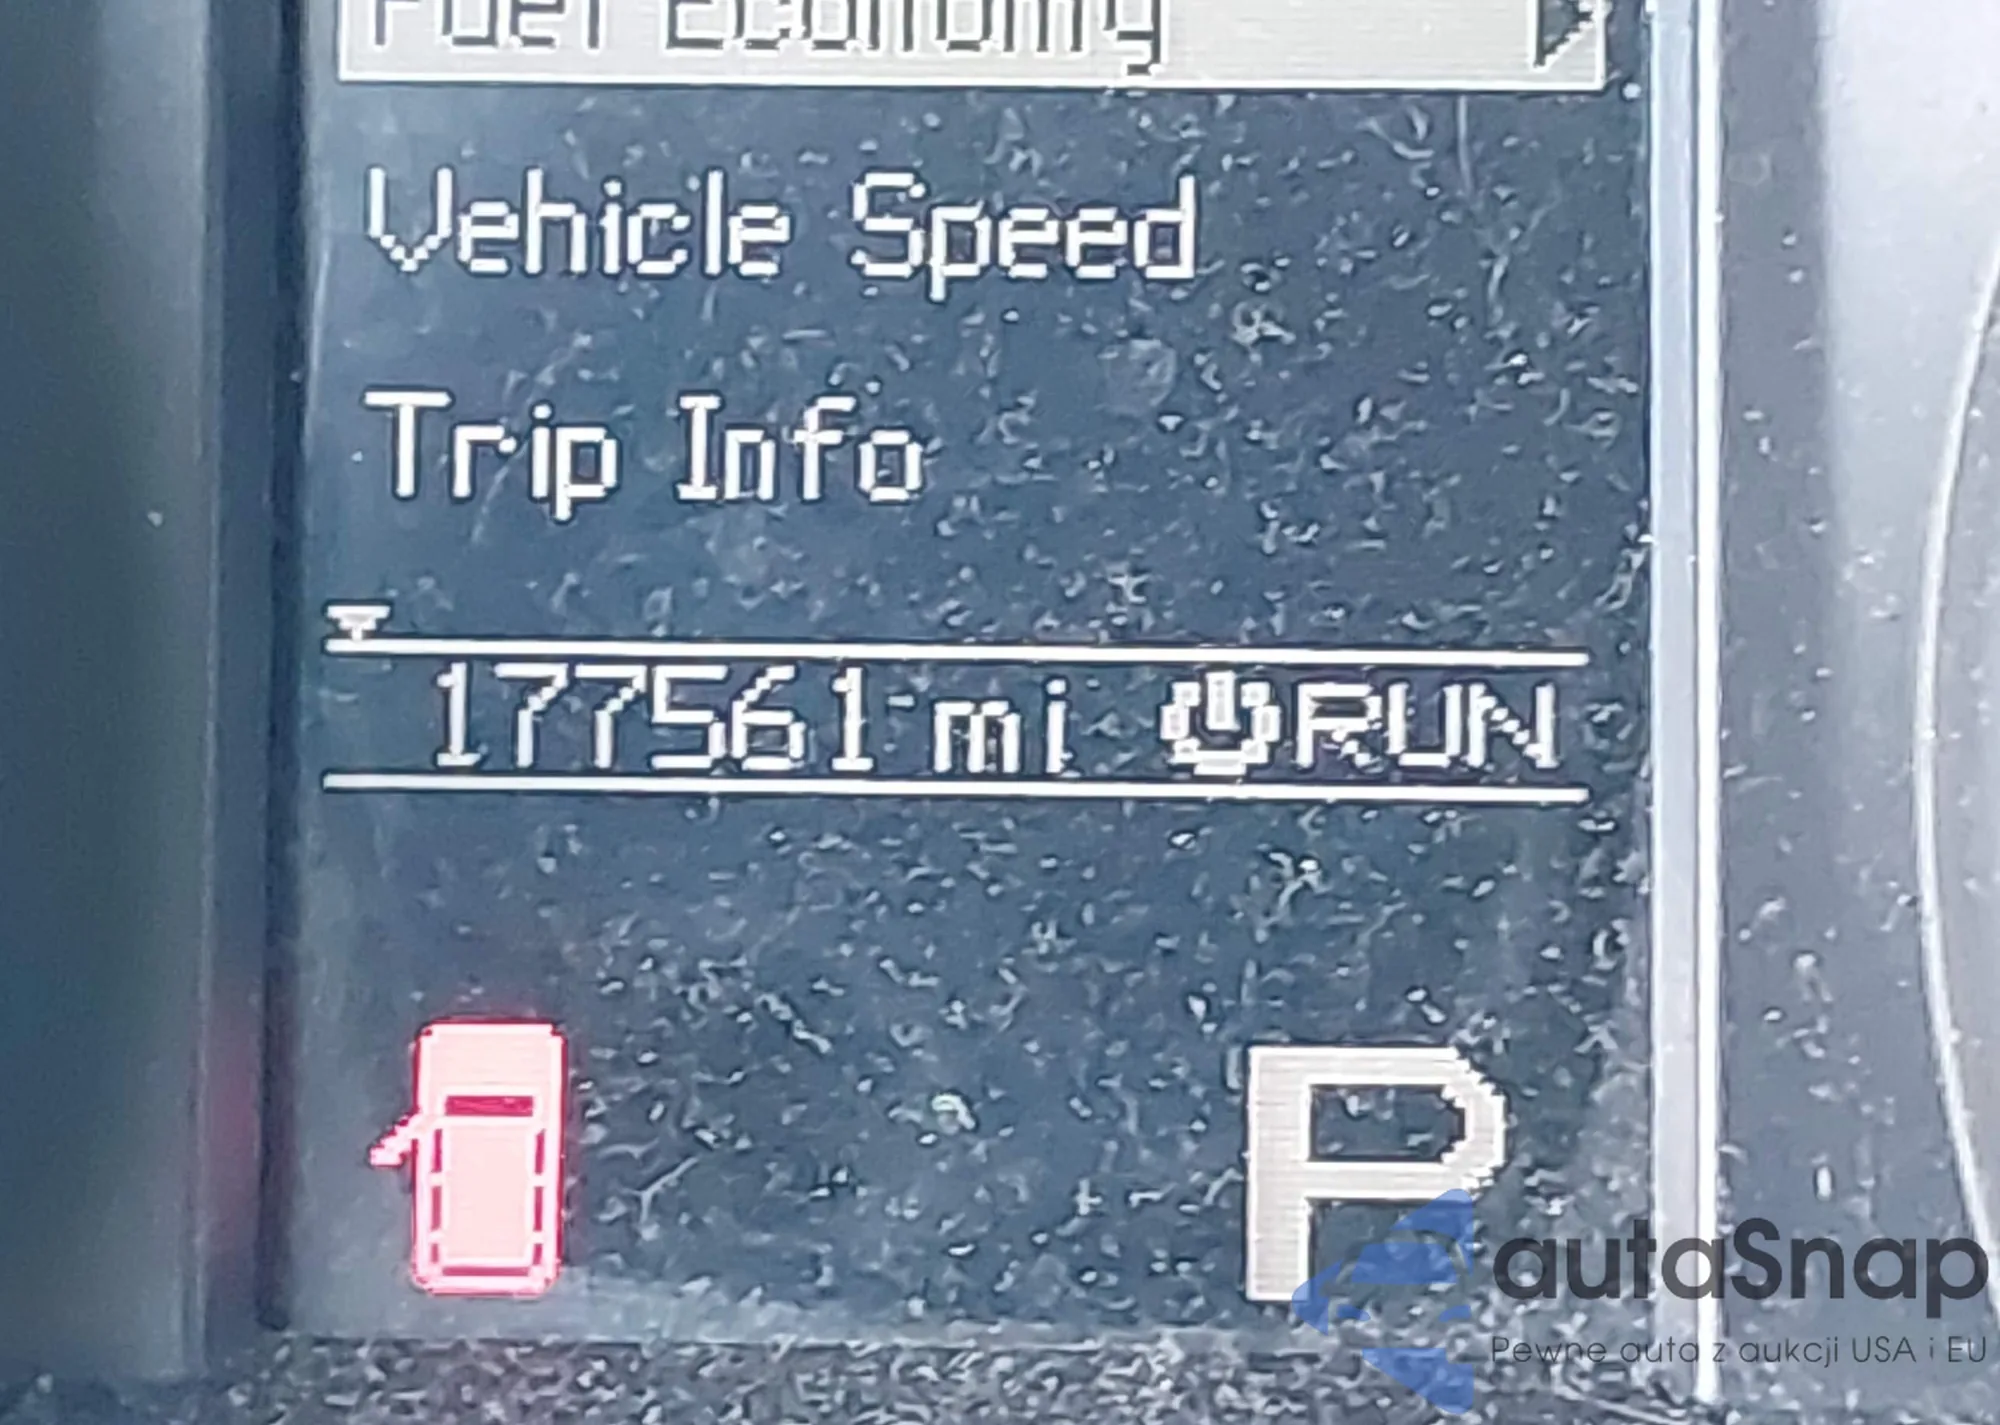 Fuel Economy
Vehicle Speed
Trip Info
177561 mi RUN
P
autaSnap
Pewne auta z aukcji USA i EU